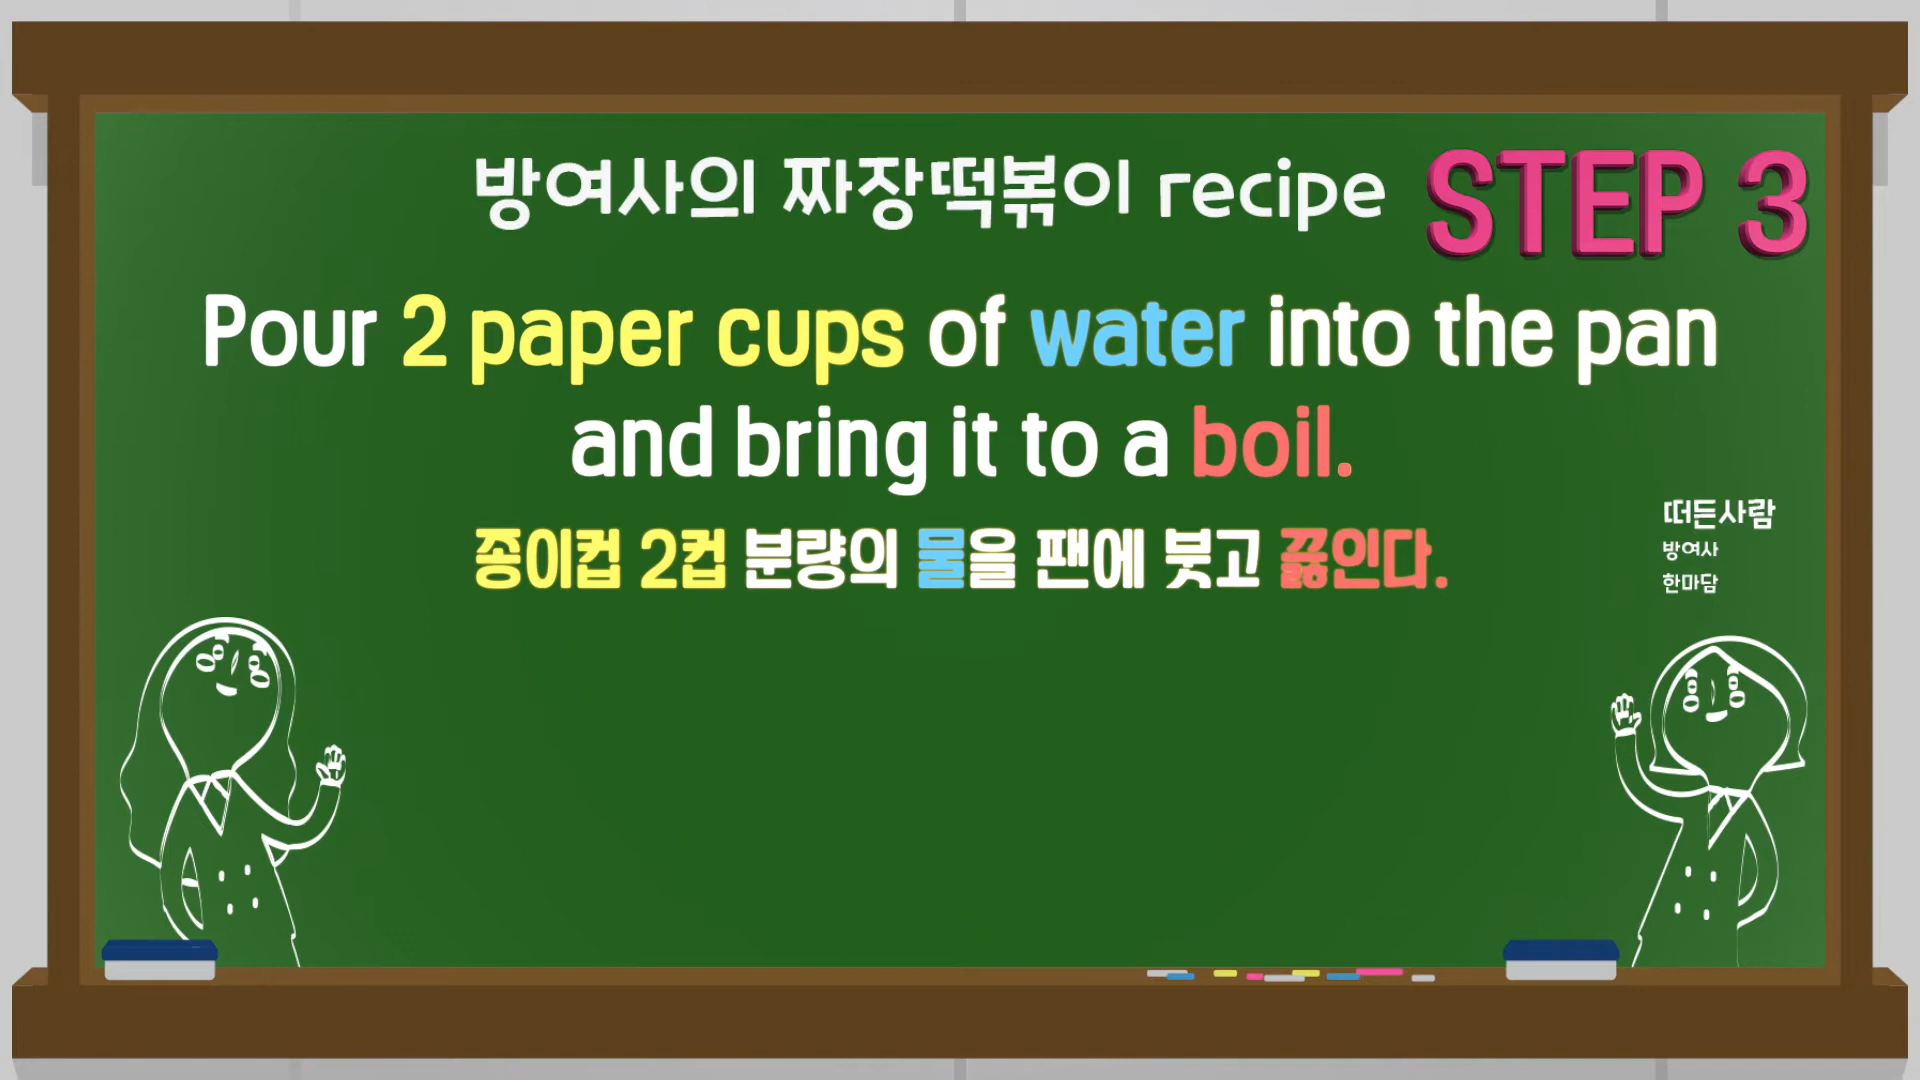 방여사의 짜장떡볶이 recipe STEP 3
Pour 2 paper cups of water into the pan
and bring it to a boil.
종이컵 2컵 분량의 물을 팬에 붓고 끓인다.
떠든사람
방여사
한마담